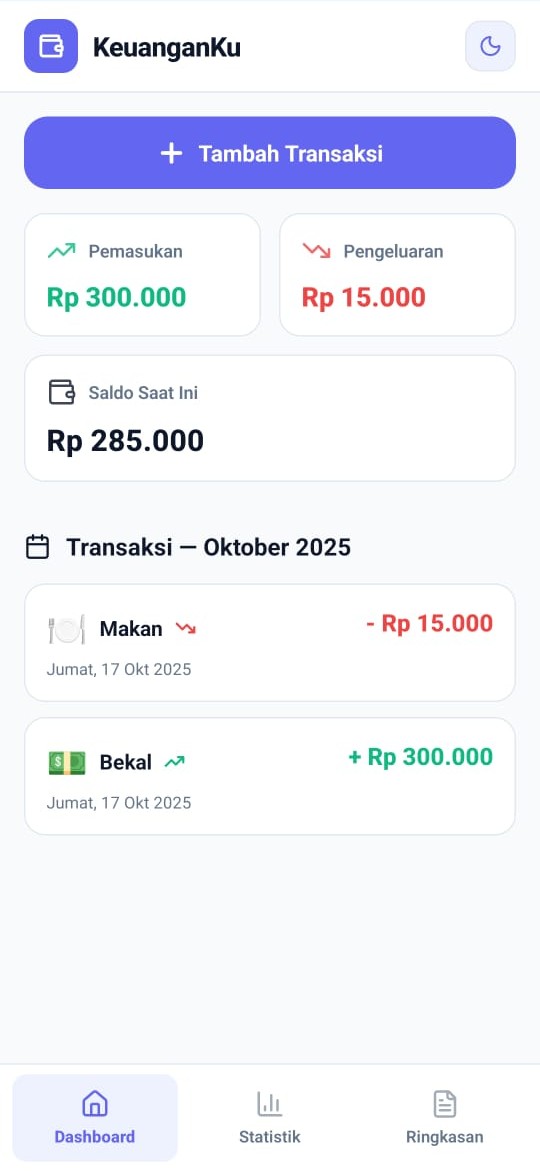 KeuanganKu
Tambah Transaksi
Pemasukan
Rp 300.000
Pengeluaran
Rp 15.000
Saldo Saat Ini
Rp 285.000
Transaksi — Oktober 2025
Makan - Rp 15.000
Jumat, 17 Okt 2025
Bekal + Rp 300.000
Jumat, 17 Okt 2025
Dashboard Statistik Ringkasan